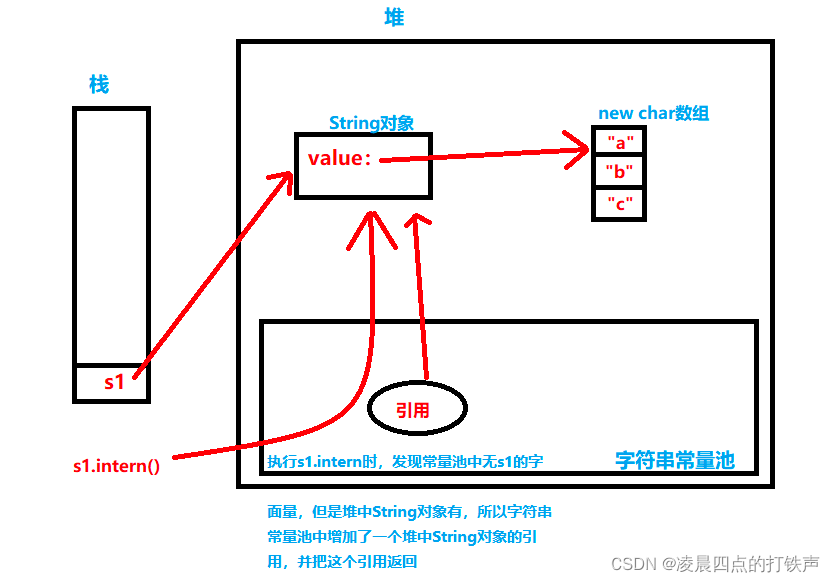 堆
栈
String对象
new char数组
value：
"a"
"b"
"c"
s1
引用
s1.intern()
执行s1.intern时，发现常量池中无s1的字
字符串常量池
面量，但是堆中String对象有，所以字符串
常量池中增加了一个堆中String对象的引
用，并把这个引用返回
CSDN @凌晨四点的打铁声